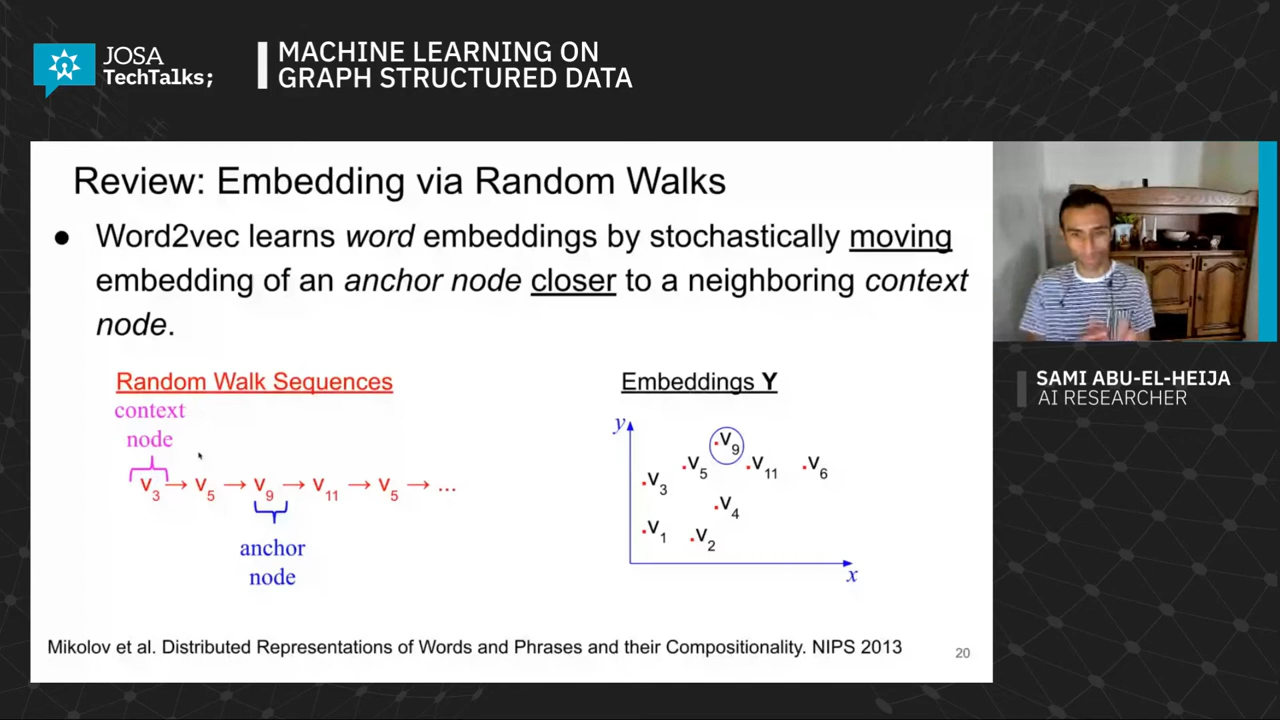 JOSA
TechTalks;
MACHINE LEARNING ON
GRAPH STRUCTURED DATA
Review: Embedding via Random Walks
● Word2vec learns word embeddings by stochastically moving
embedding of an anchor node closer to a neighboring context
node.
Random Walk Sequences
context
node
v3 → v5 → v9 → v11 → v5 → ...
anchor
node
Embeddings Y
y
.v9
.v5
.v11
.v6
.v3
.v4
.v1
.v2
x
Mikolov et al. Distributed Representations of Words and Phrases and their Compositionality. NIPS 2013
20
SAMI ABU-EL-HEIJA
AI RESEARCHER